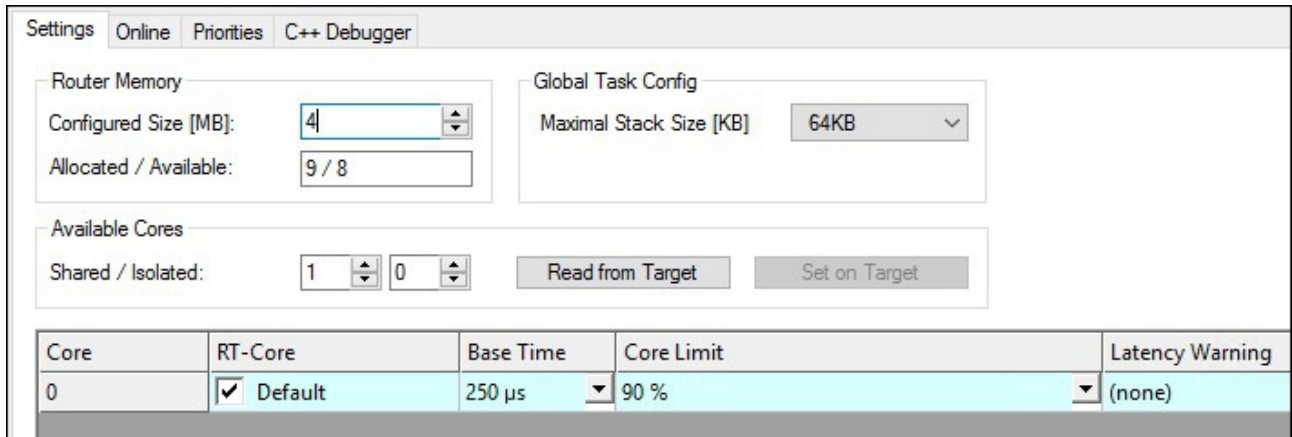 Settings Online Priorities C++ Debugger
Router Memory
Configured Size [MB]: 4
Allocated / Available: 9 / 8
Global Task Config
Maximal Stack Size [KB] 64KB
Available Cores
Shared / Isolated: 1 0 Read from Target Set on Target
Core RT-Core Base Time Core Limit Latency Warning
0 Default 250 µs 90 % (none)